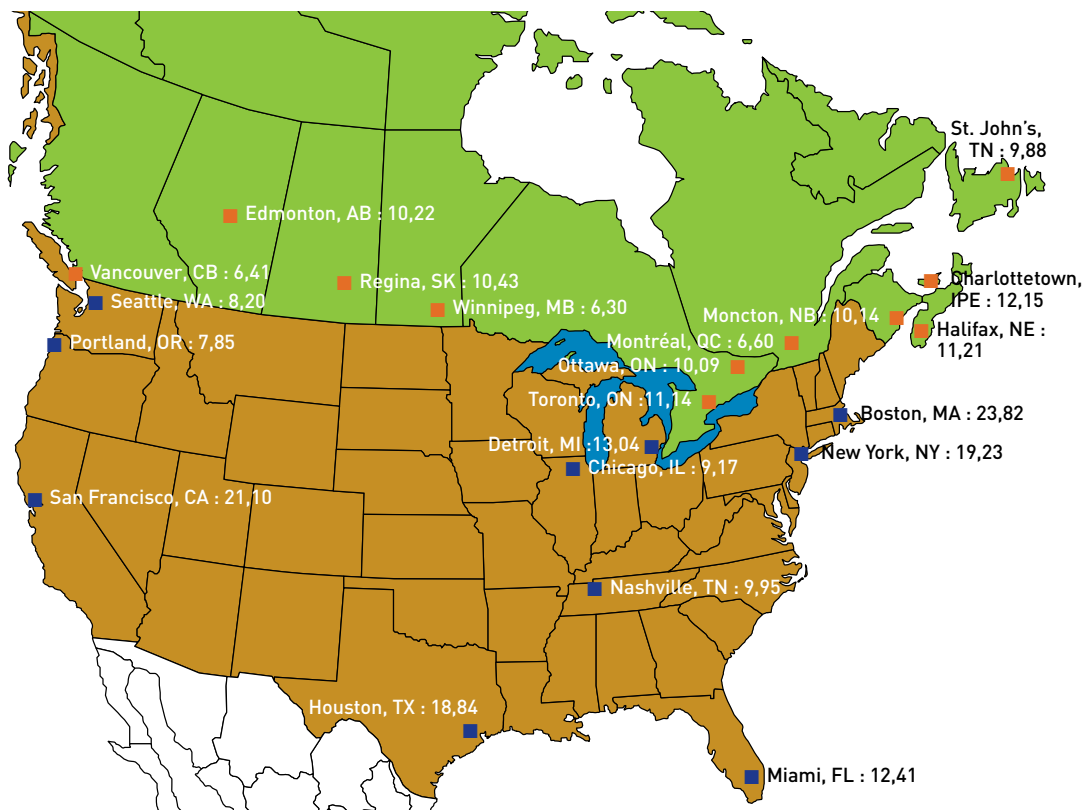 St. John's,
TN : 9,88
Edmonton, AB : 10,22
Vancouver, CB : 6,41
Regina, SK : 10,43
Charlottetown,
IPE : 12,15
Seattle, WA : 8,20
Winnipeg, MB : 6,30
Moncton, NB : 10,14
Halifax, NE :
11,21
Portland, OR : 7,85
Montréal, QC : 6,60
Ottawa, ON : 10,09
Toronto, ON :11,14
Boston, MA : 23,82
Detroit, MI :13,04
New York, NY : 19,23
Chicago, IL : 9,17
San Francisco, CA : 21,10
Nashville, TN : 9,95
Houston, TX : 18,84
Miami, FL : 12,41